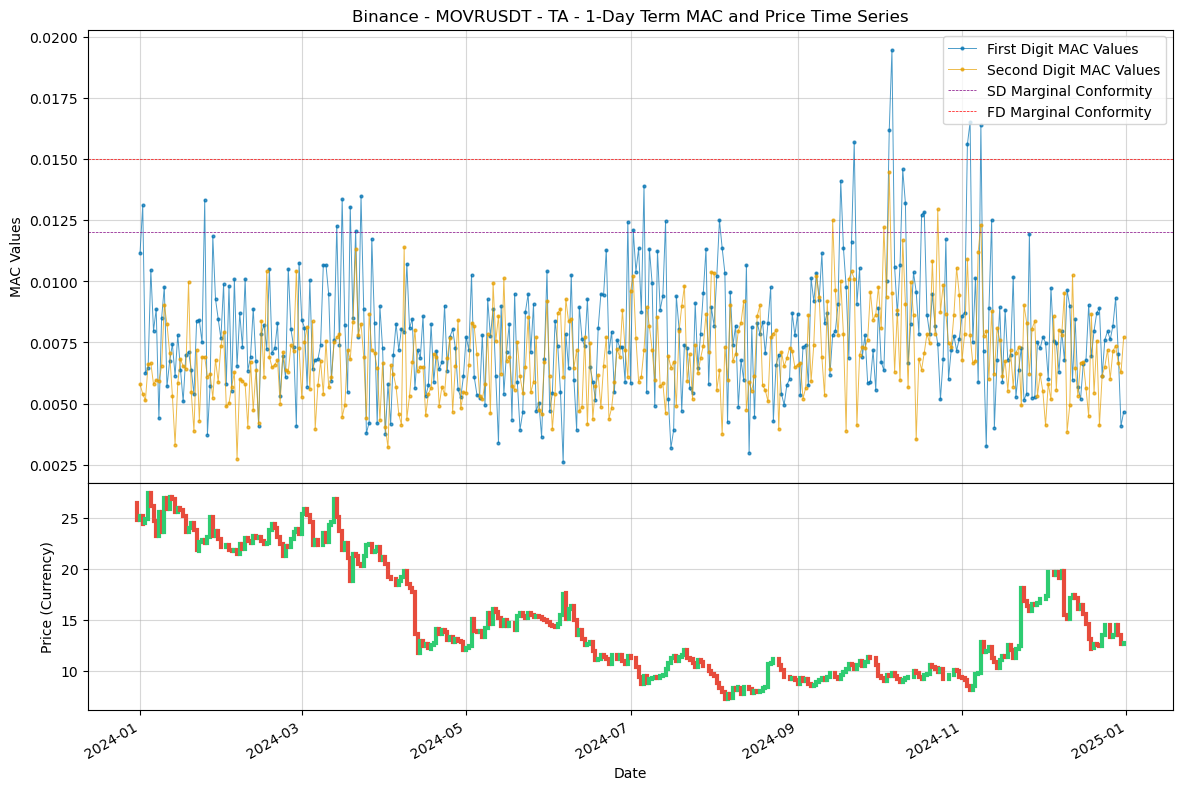 Binance - MOVRUSDT - TA - 1-Day Term MAC and Price Time Series
First Digit MAC Values
Second Digit MAC Values
SD Marginal Conformity
FD Marginal Conformity
MAC Values
0.0200
0.0175
0.0150
0.0125
0.0100
0.0075
0.0050
0.0025
Price (Currency)
25
20
15
10
2024-01
2024-03
2024-05
2024-07
2024-09
2024-11
2025-01
Date